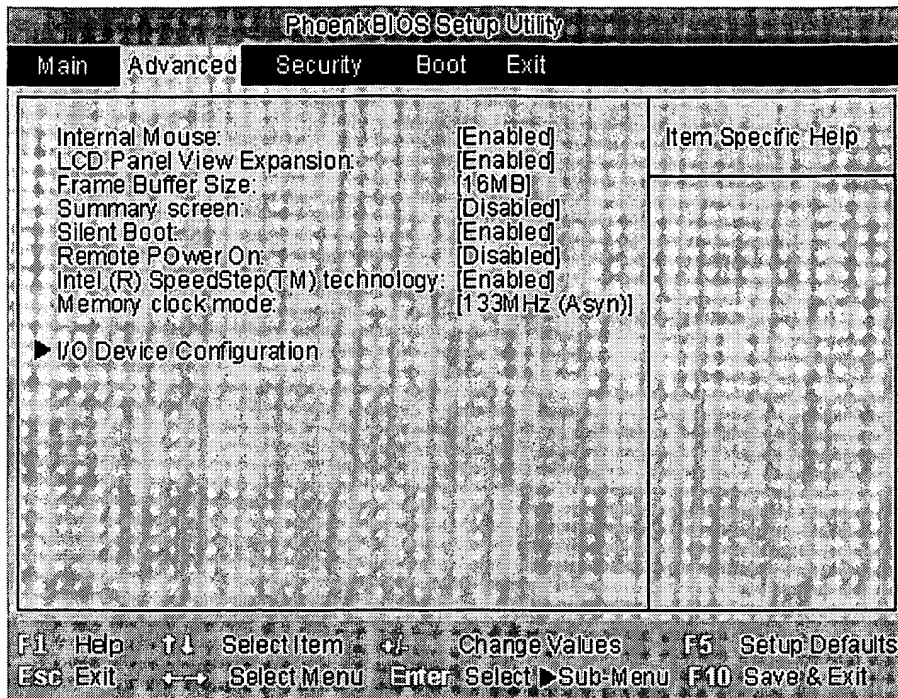 PhoenixBIOS Setup Utility
Main Advanced Security Boot Exit
Internal Mouse: [Enabled]
LCD Panel View Expansion: [Enabled]
Frame Buffer Size: [16MB]
Summary screen: [Disabled]
Silent Boot: [Enabled]
Remote POwer On: [Disabled]
Intel (R) SpeedStep(TM) technology: [Enabled]
Memory clock mode: [133MHz (Asyn)]
▶ I/O Device Configuration
Item Specific Help
F1 Help ↑↓ Select Item +/- Change Values F5 Setup Defaults
Esc Exit ←→ Select Menu Enter Select ▶Sub-Menu F10 Save & Exit